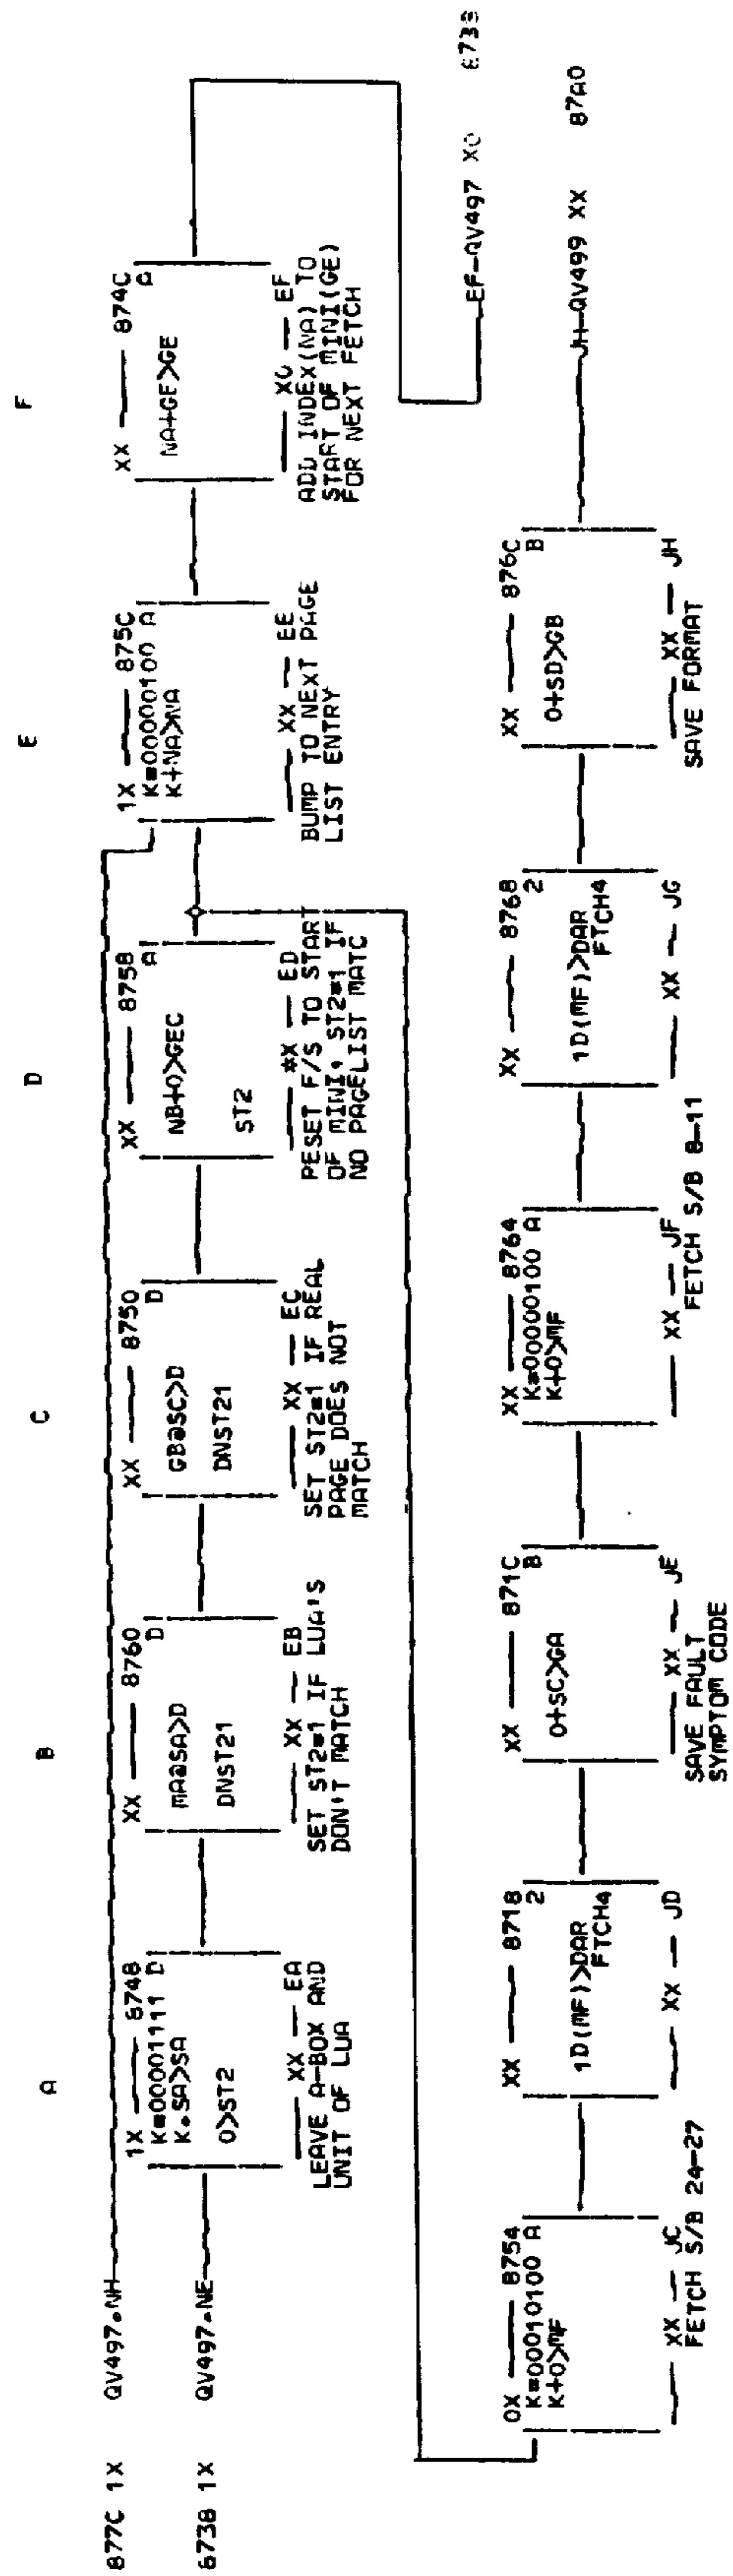 A B C D E F
877C 1X QV497.NH
8738 1X QV497.NE
1X 8748
K=00001111 D
K.SA>SA
0>ST2
XX EA
LEAVE A-BOX AND
UNIT OF LUA
XX 8760
D
MA@SA>D
DNST21
XX EB
SET ST2=1 IF LUA'S
DON'T MATCH
XX 8750
D
GB@SC>D
DNST21
XX EC
SET ST2=1 IF REAL
PAGE DOES NOT
MATCH
XX 8758
A
NB+0>GEC
ST2
*X ED
RESET F/S TO START
OF MINI, ST2=1 IF
NO PAGELIST MATC
1X 875C
K=00000100 A
K+NA>NA
XX EE
BUMP TO NEXT PAGE
LIST ENTRY
XX 874C
A
NA+GE>GE
X0 EF
ADD INDEX(NA) TO
START OF MINI(GE)
FOR NEXT FETCH
EF-QV497 X0 8738
0X 8754
K=00010100 A
K+0>MF
XX JC
FETCH S/B 24-27
XX 8718
2
1D(MF)>DAR
FTCH4
XX JD
XX 871C
B
0+SC>GA
XX JE
SAVE FAULT
SYMPTOM CODE
XX 8764
K=00000100 A
K+0>MF
XX JF
FETCH S/B 8-11
XX 8768
2
1D(MF)>DAR
FTCH4
XX JG
XX 876C
B
0+SD>GB
XX JH
SAVE FORMAT
JH-QV499 XX 87A0